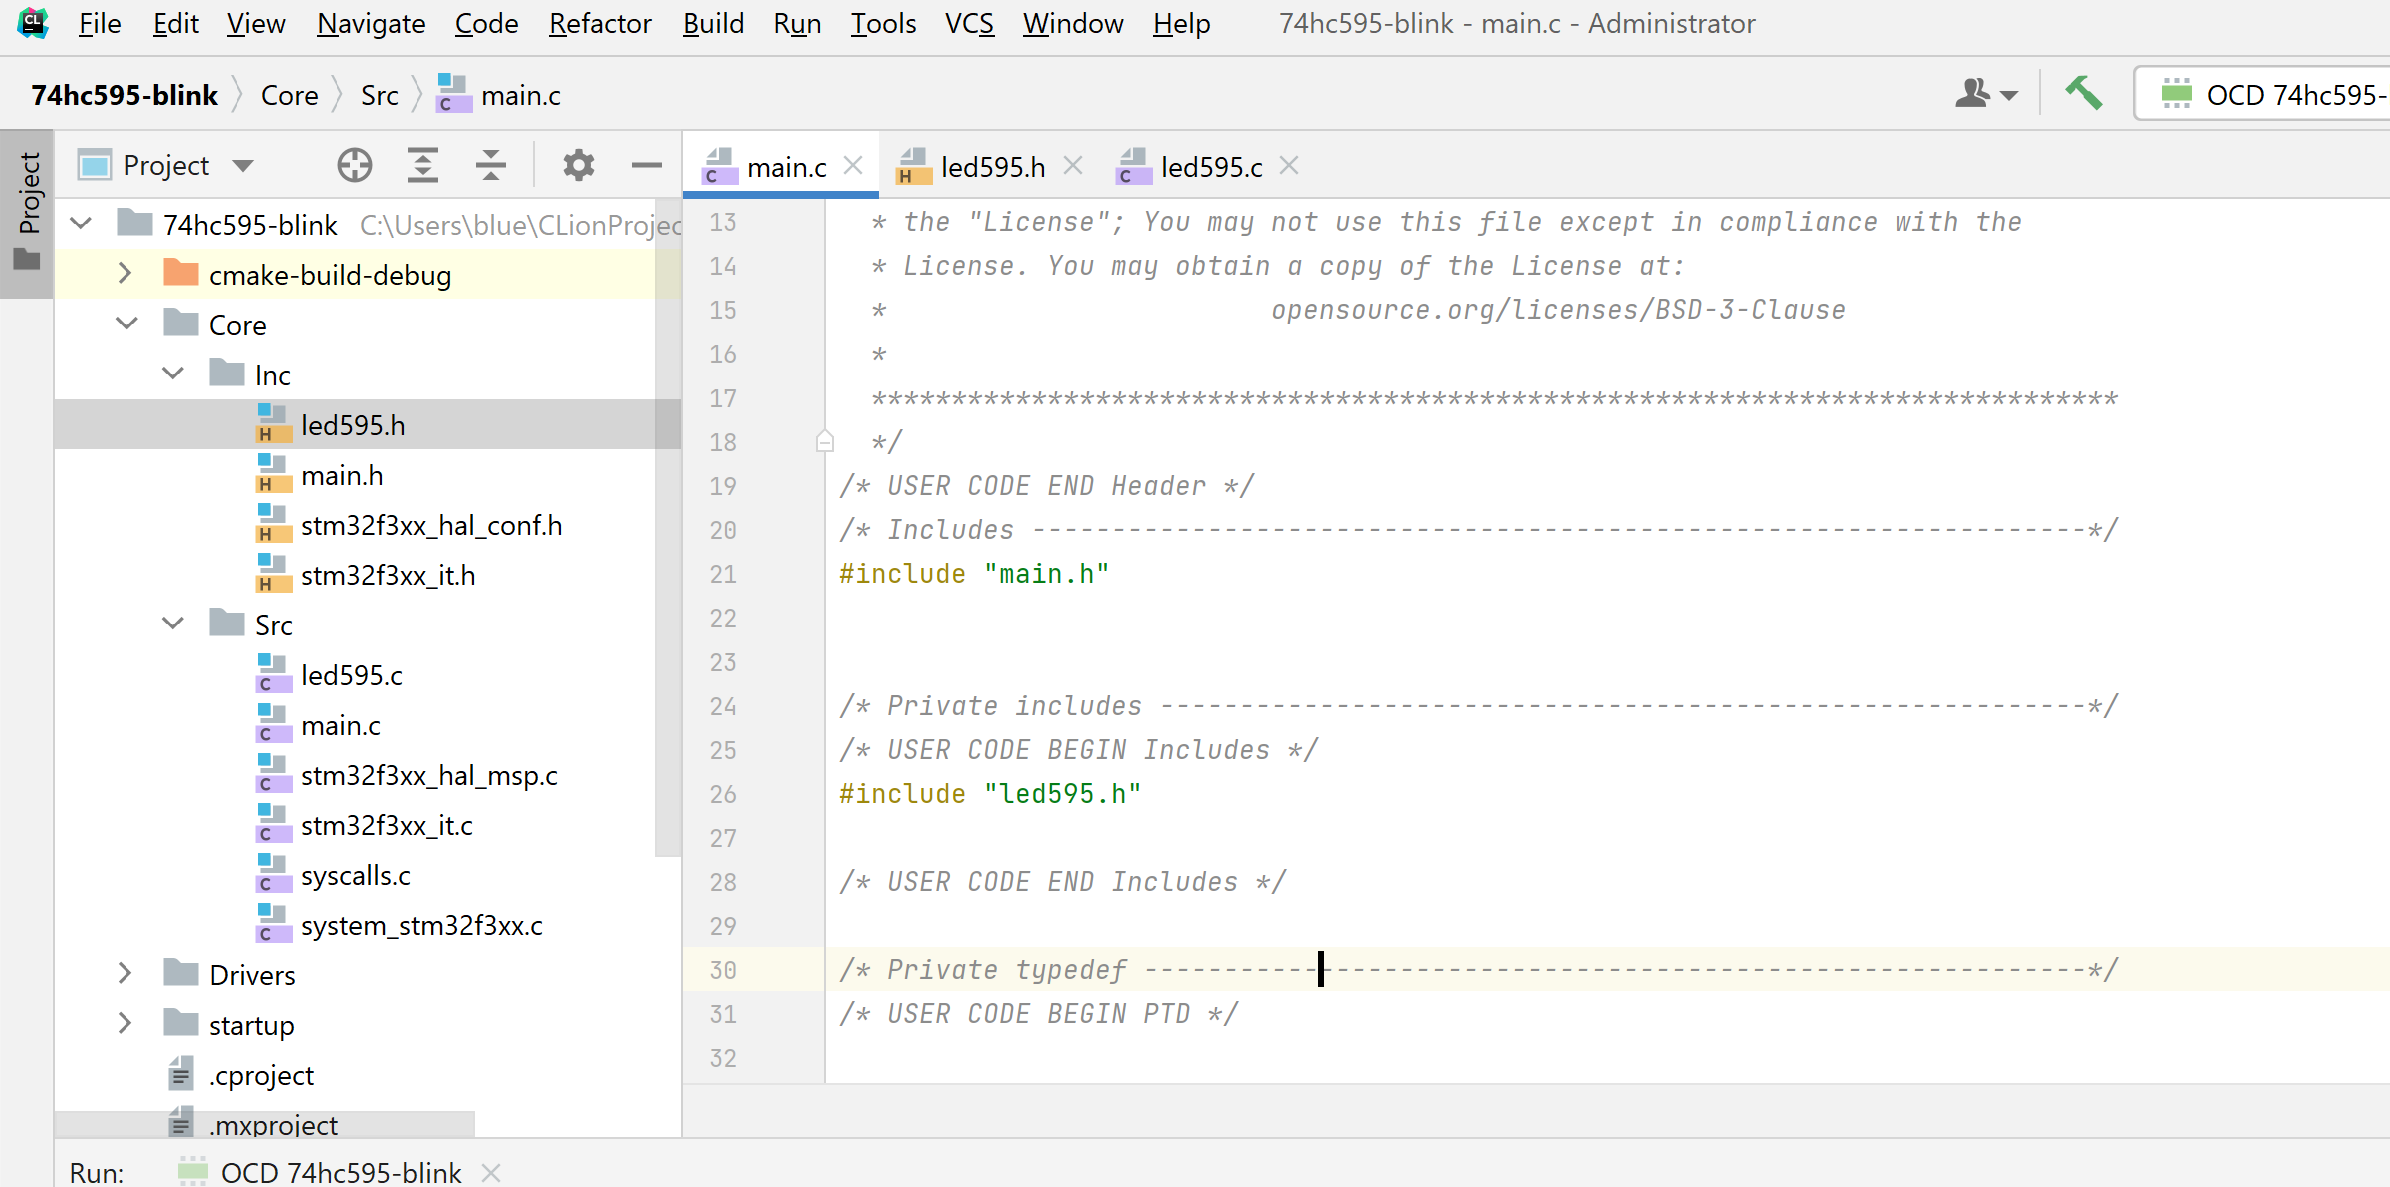 CL File Edit View Navigate Code Refactor Build Run Tools VCS Window Help 74hc595-blink - main.c - Administrator
74hc595-blink Core Src main.c OCD 74hc595-
Project
Project
main.c led595.h led595.c
74hc595-blink C:\Users\blue\CLionProjec
cmake-build-debug
Core
Inc
led595.h
main.h
stm32f3xx_hal_conf.h
stm32f3xx_it.h
Src
led595.c
main.c
stm32f3xx_hal_msp.c
stm32f3xx_it.c
syscalls.c
system_stm32f3xx.c
Drivers
startup
.cproject
.mxproject
13 * the "License"; You may not use this file except in compliance with the
14 * License. You may obtain a copy of the License at:
15 * opensource.org/licenses/BSD-3-Clause
16 *
17 ******************************************************************************
18 */
19 /* USER CODE END Header */
20 /* Includes ------------------------------------------------------------------*/
21 #include "main.h"
22
23
24 /* Private includes ----------------------------------------------------------*/
25 /* USER CODE BEGIN Includes */
26 #include "led595.h"
27
28 /* USER CODE END Includes */
29
30 /* Private typedef -----------------------------------------------------------*/
31 /* USER CODE BEGIN PTD */
32
Run: OCD 74hc595-blink